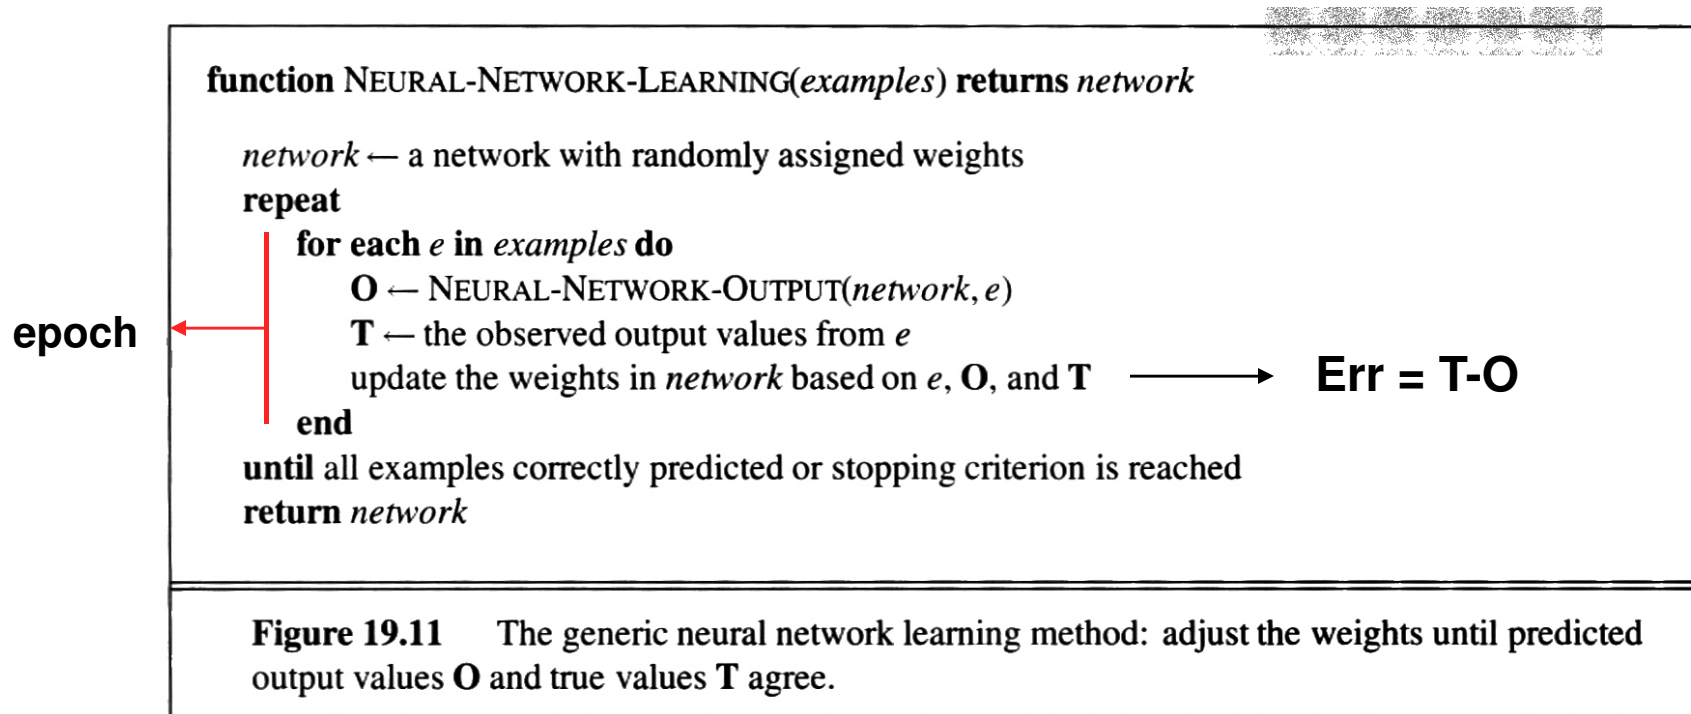 function NEURAL-NETWORK-LEARNING(examples) returns network
network ← a network with randomly assigned weights
repeat
for each e in examples do
O ← NEURAL-NETWORK-OUTPUT(network, e)
T ← the observed output values from e
epoch
update the weights in network based on e, O, and T
Err = T-O
end
until all examples correctly predicted or stopping criterion is reached
return network
Figure 19.11 The generic neural network learning method: adjust the weights until predicted
output values O and true values T agree.